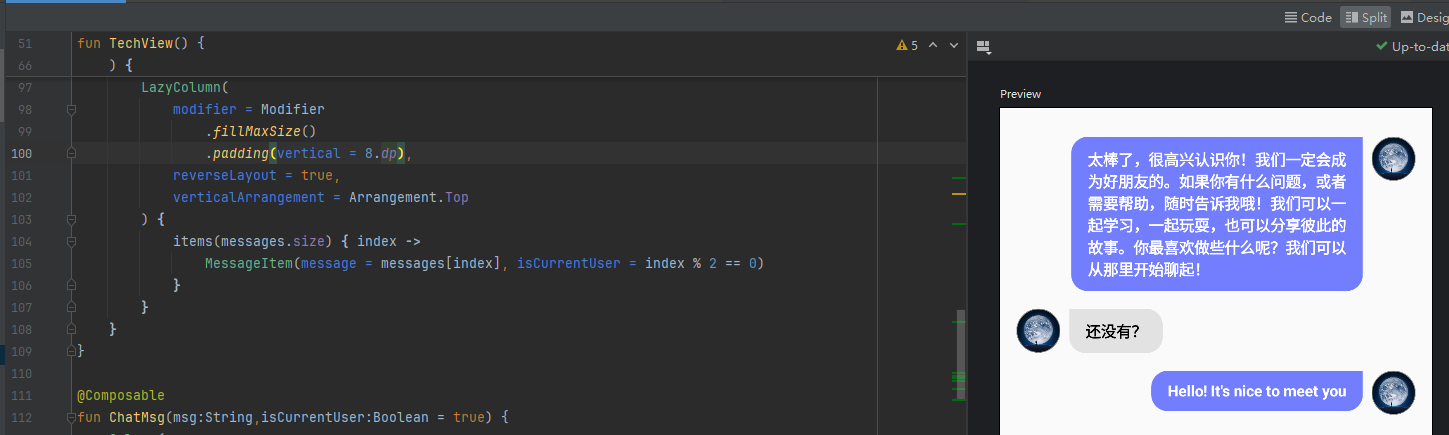 Code Split Desig
51 fun TechView() {
66 ) {
97 LazyColumn(
98 modifier = Modifier
99 .fillMaxSize()
100 .padding(vertical = 8.dp),
101 reverseLayout = true,
102 verticalArrangement = Arrangement.Top
103 ) {
104 items(messages.size) { index ->
105 MessageItem(message = messages[index], isCurrentUser = index % 2 == 0)
106 }
107 }
108 }
109 }
110
111 @Composable
112 fun ChatMsg(msg:String,isCurrentUser:Boolean = true) {
5
Up-to-dat
Preview
太棒了，很高兴认识你！我们一定会成
为好朋友的。如果你有什么问题，或者
需要帮助，随时告诉我哦！我们可以一
起学习，一起玩耍，也可以分享彼此的
故事。你最喜欢做些什么呢？我们可以
从那里开始聊起！
还没有？
Hello! It's nice to meet you